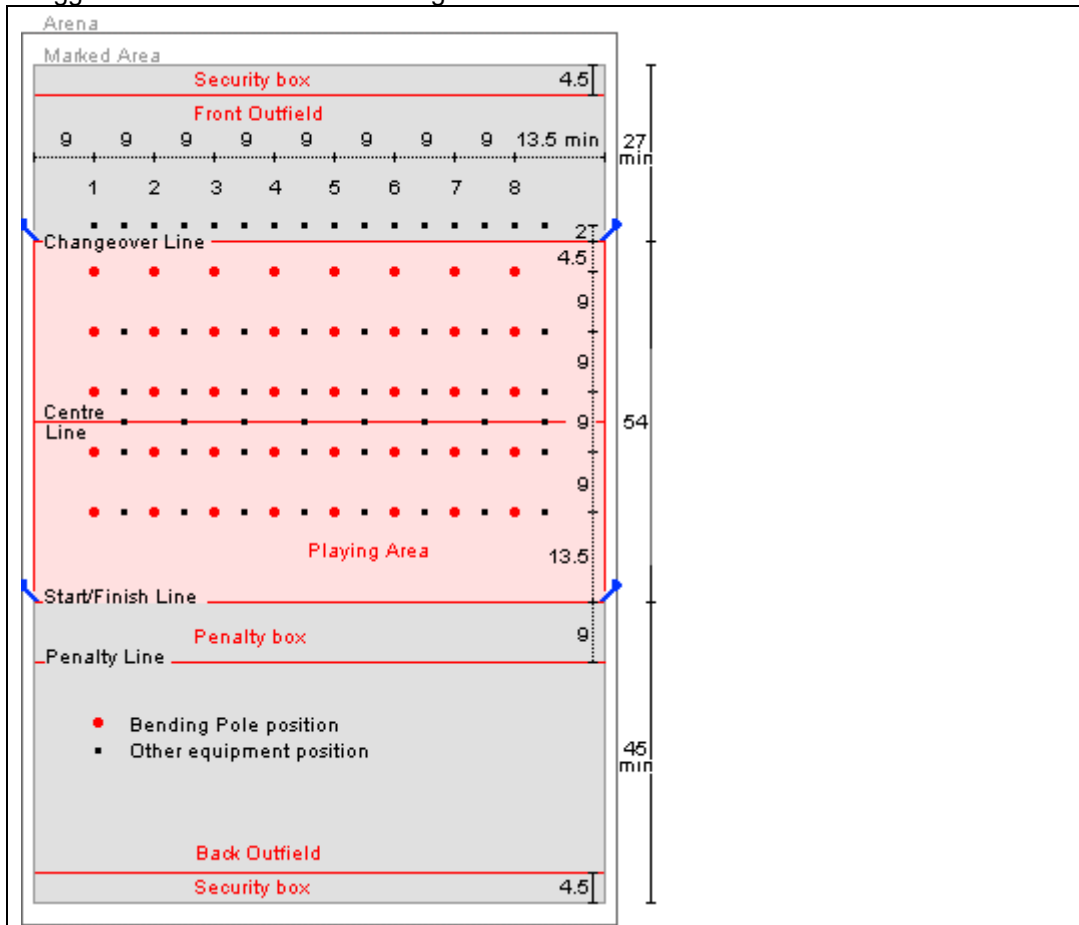 Arena
Marked Area
Security box 4.5
Front Outfield
9 9 9 9 9 9 9 9 13.5 min 27
min
1 2 3 4 5 6 7 8
2
Changeover Line
4.5
9
9
Centre
Line
9 54
9
Playing Area
13.5
Start/Finish Line
Penalty box 9
Penalty Line
Bending Pole position
Other equipment position
45
min
Back Outfield
Security box 4.5